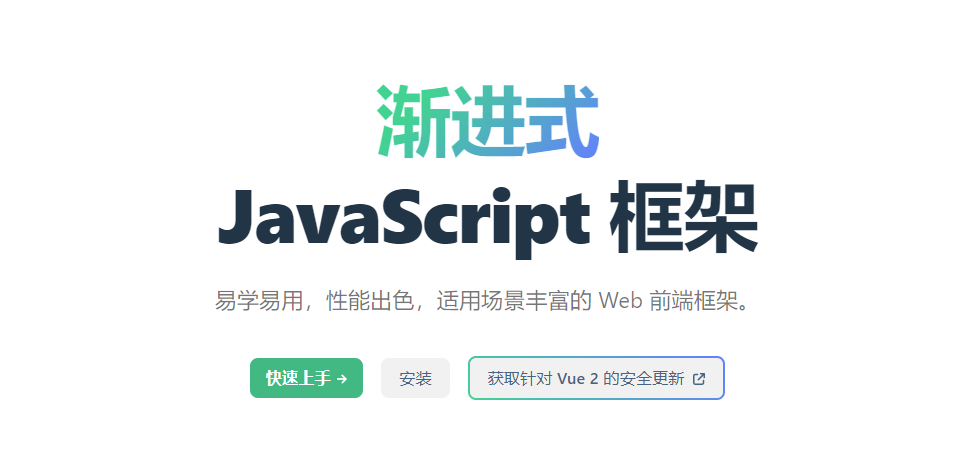 渐进式
JavaScript 框架
易学易用，性能出色，适用场景丰富的 Web 前端框架。
快速上手 →
安装
获取针对 Vue 2 的安全更新